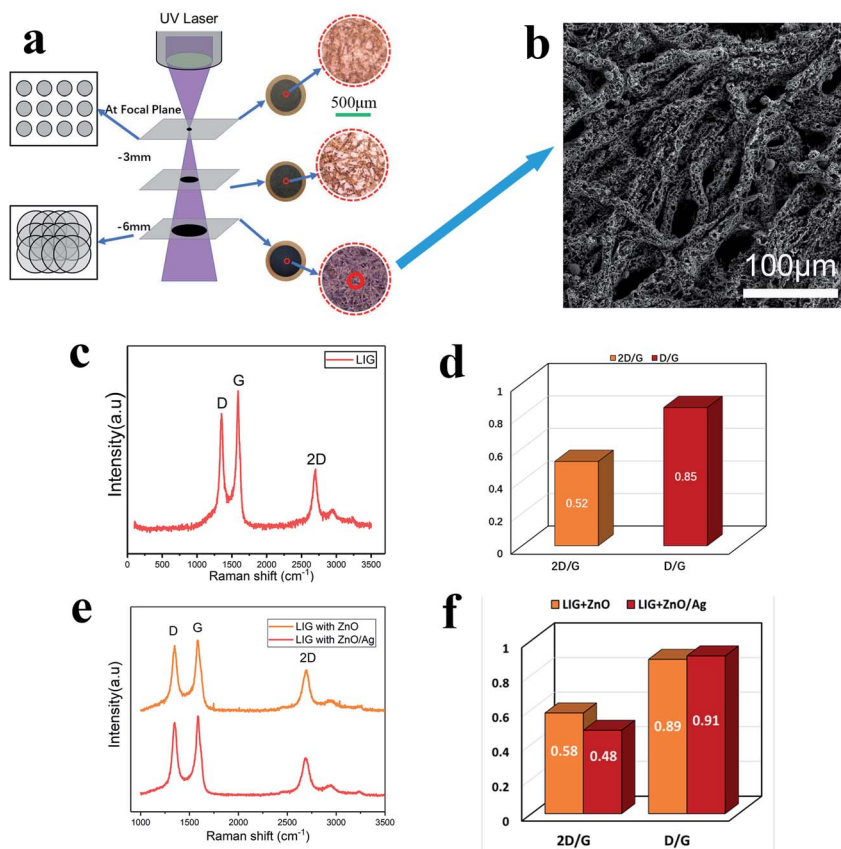 a
UV Laser
At Focal Plane
-3mm
-6mm
500μm
b
100μm
c
LIG
D
G
2D
Intensity(a.u)
0 500 1000 1500 2000 2500 3000 3500
Raman shift (cm⁻¹)
d
2D/G D/G
1
0.8
0.6
0.4
0.2
0
0.52
0.85
2D/G D/G
e
LIG with ZnO
LIG with ZnO/Ag
D
G
2D
Intensity(a.u)
1000 1500 2000 2500 3000 3500
Raman shift (cm⁻¹)
f
LIG+ZnO LIG+ZnO/Ag
1
0.8
0.6
0.4
0.2
0
0.58
0.48
0.89
0.91
2D/G D/G